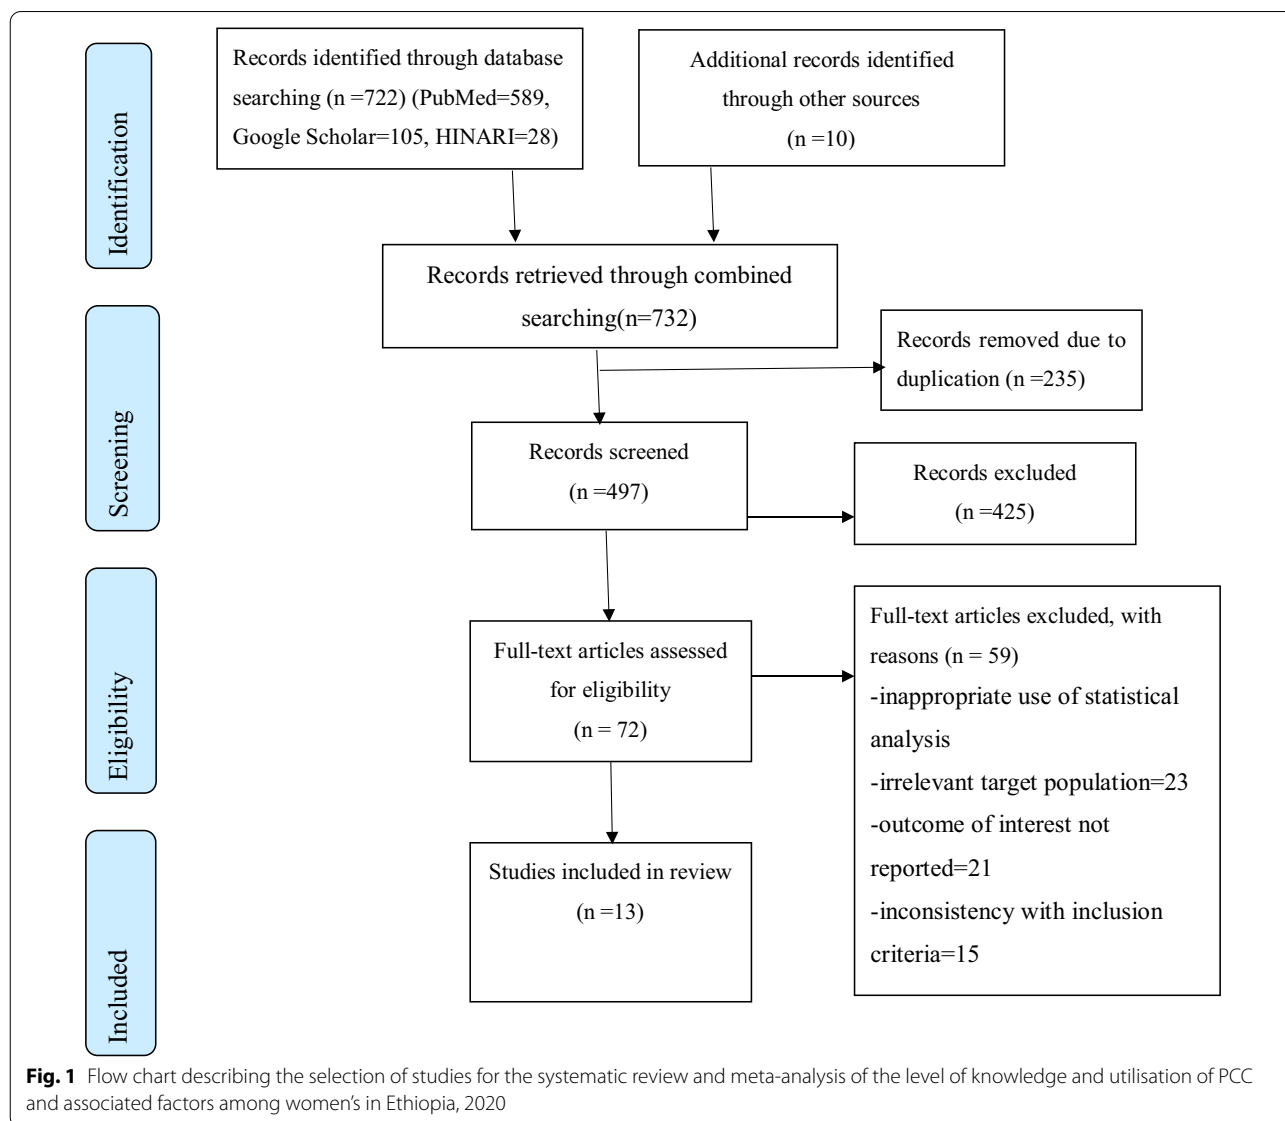 Identification
Records identified through database
searching (n =722) (PubMed=589,
Google Scholar=105, HINARI=28)
Additional records identified
through other sources
(n =10)
Records retrieved through combined
searching(n=732)
Screening
Records removed due to
duplication (n =235)
Records screened
(n =497)
Records excluded
(n =425)
Eligibility
Full-text articles assessed
for eligibility
(n = 72)
Full-text articles excluded, with
reasons (n = 59)
-inappropriate use of statistical
analysis
-irrelevant target population=23
-outcome of interest not
reported=21
-inconsistency with inclusion
criteria=15
Included
Studies included in review
(n =13)
Fig. 1 Flow chart describing the selection of studies for the systematic review and meta-analysis of the level of knowledge and utilisation of PCC
and associated factors among women’s in Ethiopia, 2020